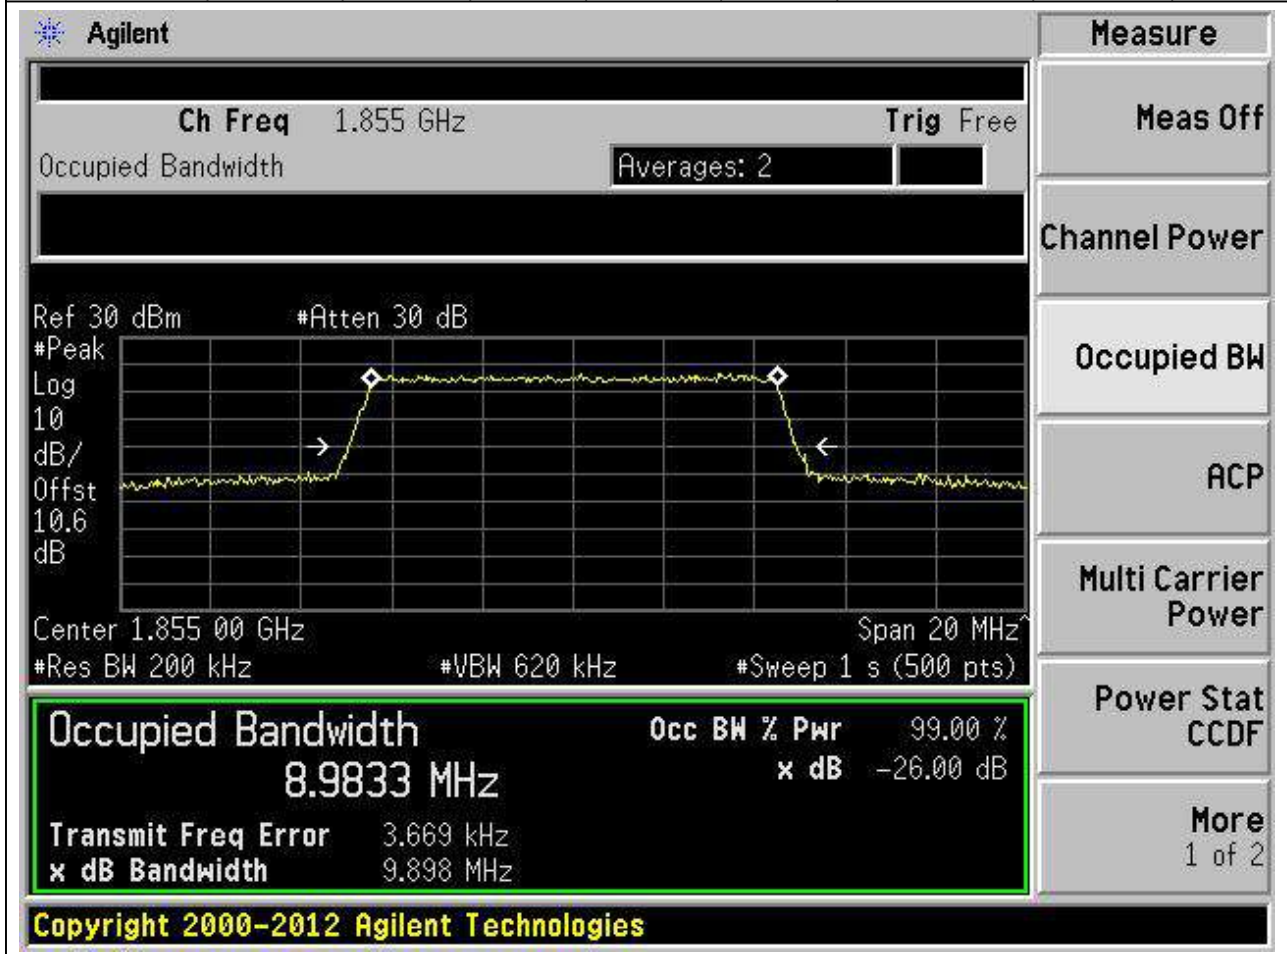 Agilent
Measure
Ch Freq 1.855 GHz Trig Free
Meas Off
Occupied Bandwidth Averages: 2
Channel Power
Ref 30 dBm #Atten 30 dB
#Peak
Log
10
dB/
Offst
10.6
dB
Occupied BW
ACP
Center 1.855 00 GHz Span 20 MHz^
#Res BW 200 kHz #VBW 620 kHz #Sweep 1 s (500 pts)
Multi Carrier
Power
Occupied Bandwidth Occ BW % Pwr 99.00 %
8.9833 MHz x dB -26.00 dB
Power Stat
CCDF
Transmit Freq Error 3.669 kHz
x dB Bandwidth 9.898 MHz
More
1 of 2
Copyright 2000-2012 Agilent Technologies